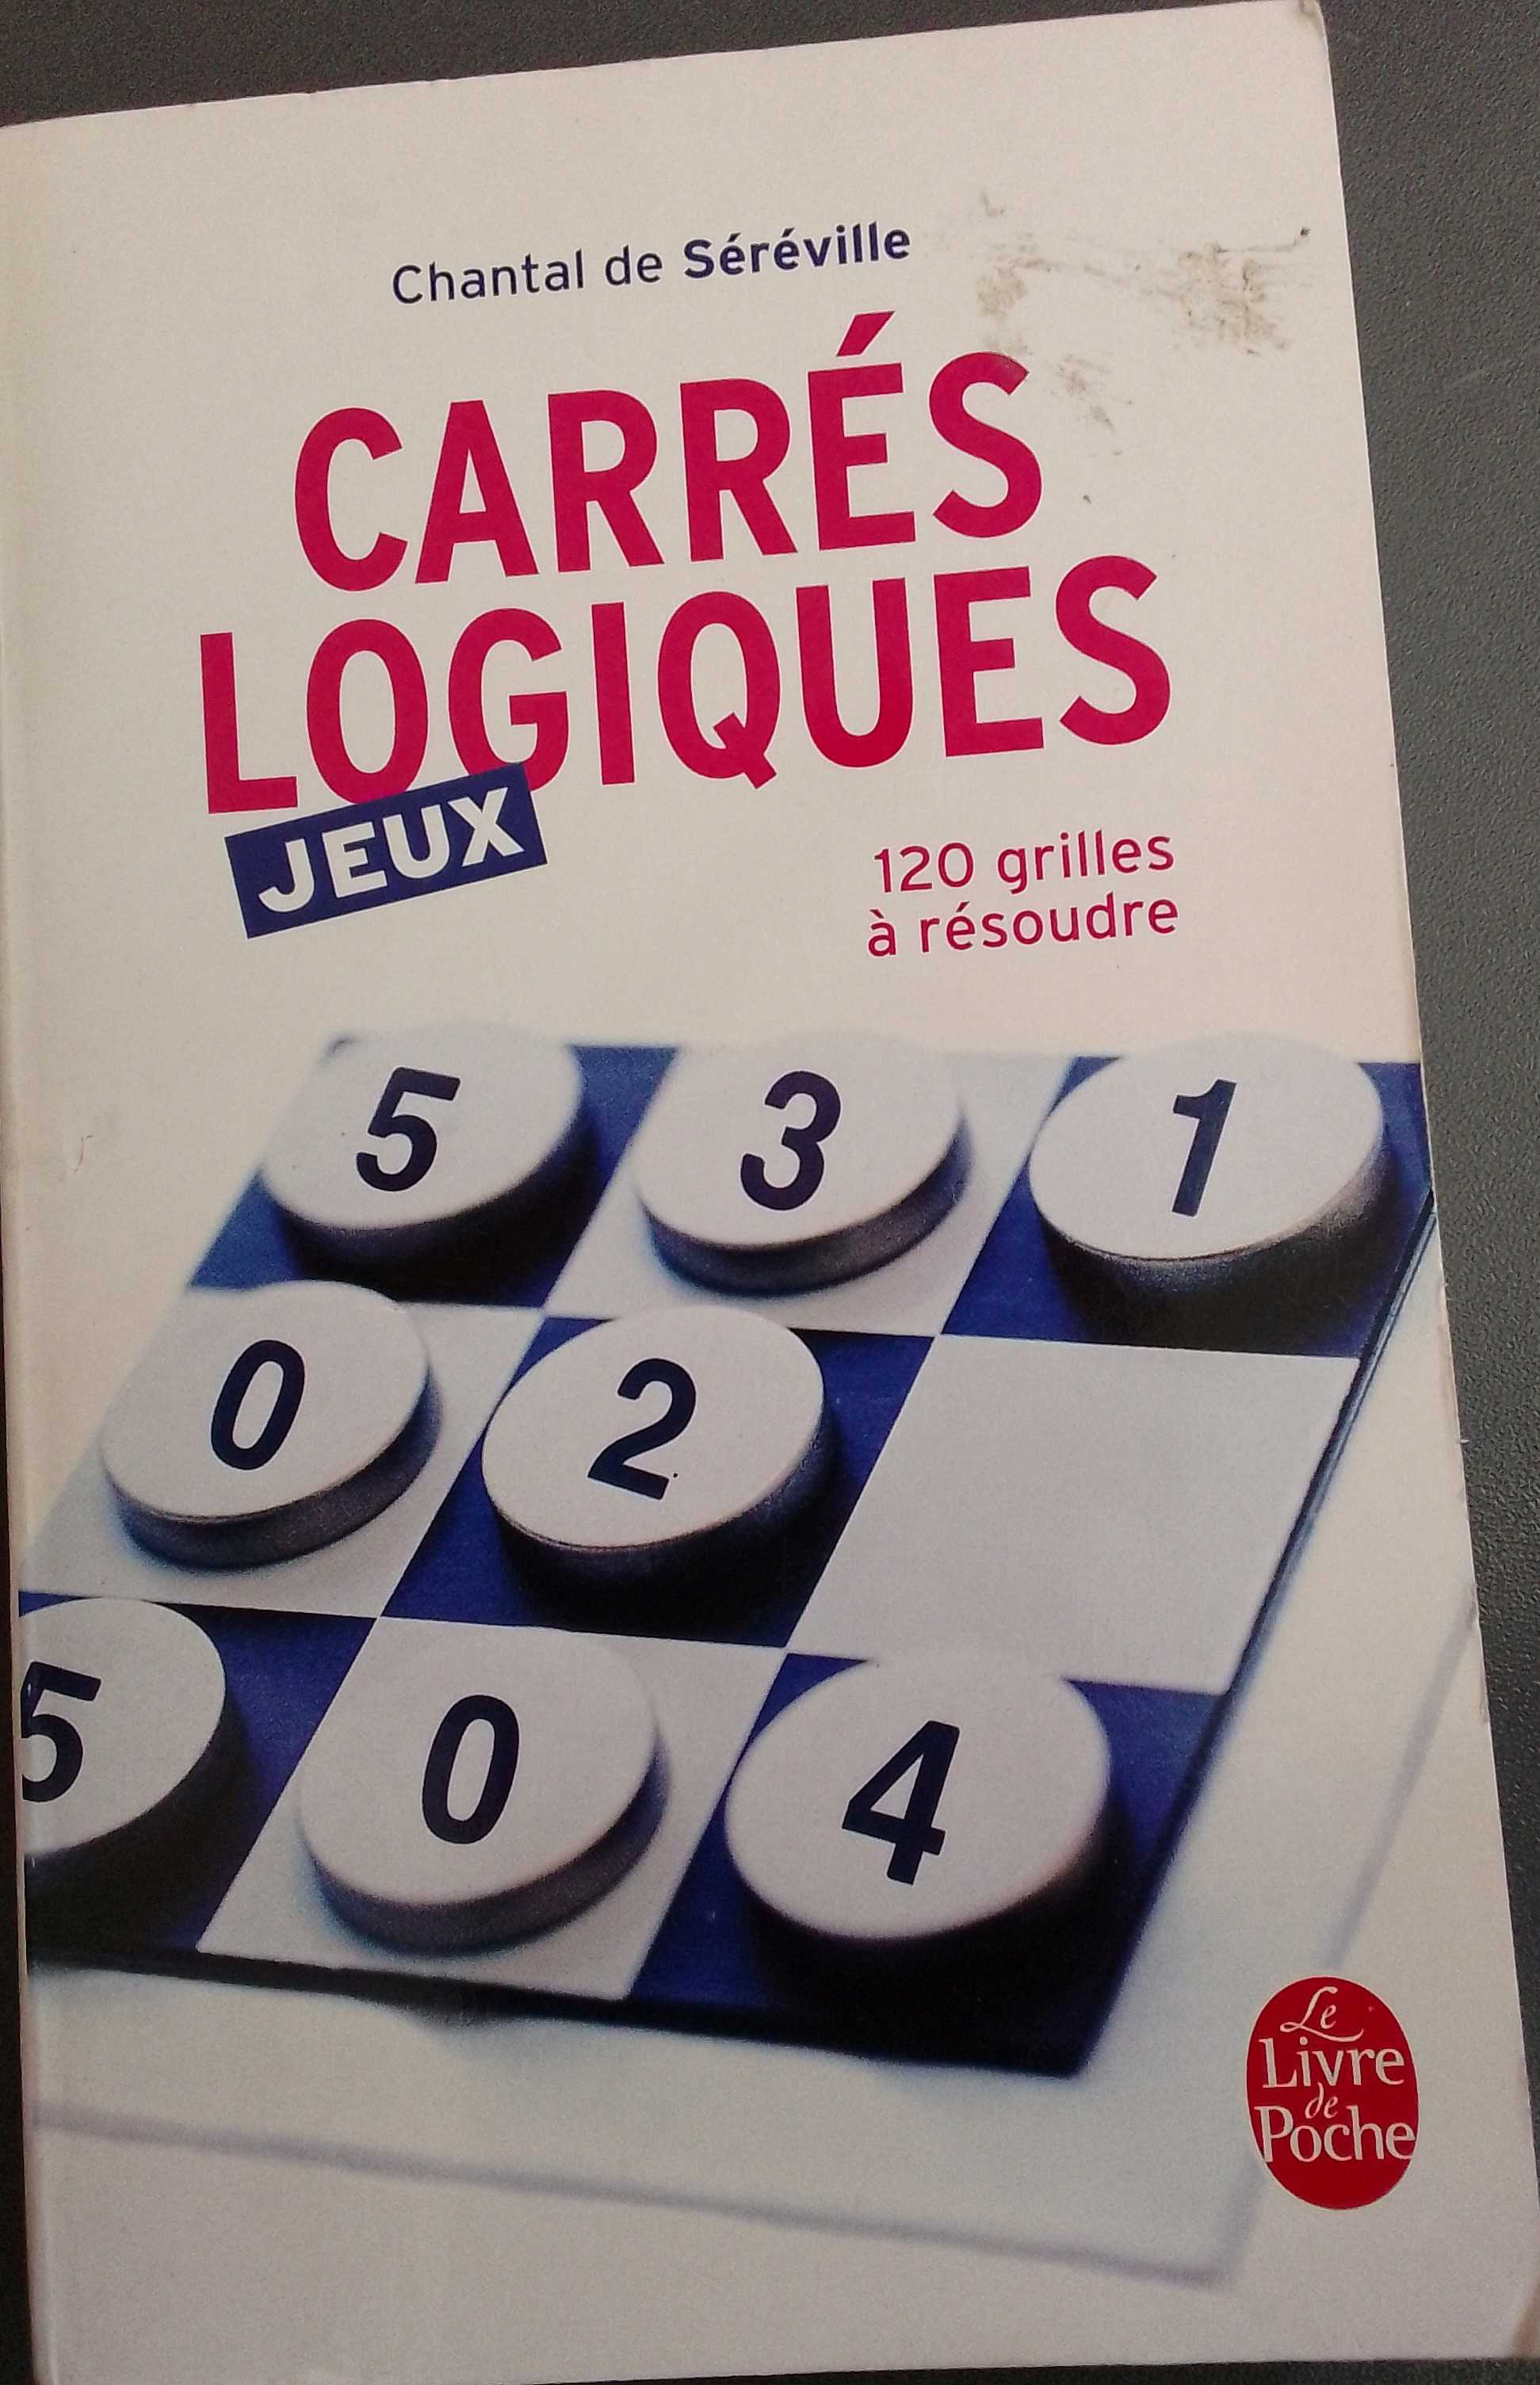 Chantal de Séréville
CARRÉS
LOGIQUES
JEUX
120 grilles
à résoudre
5 3 1
0 2
5 0 4
Le
Livre
de
Poche